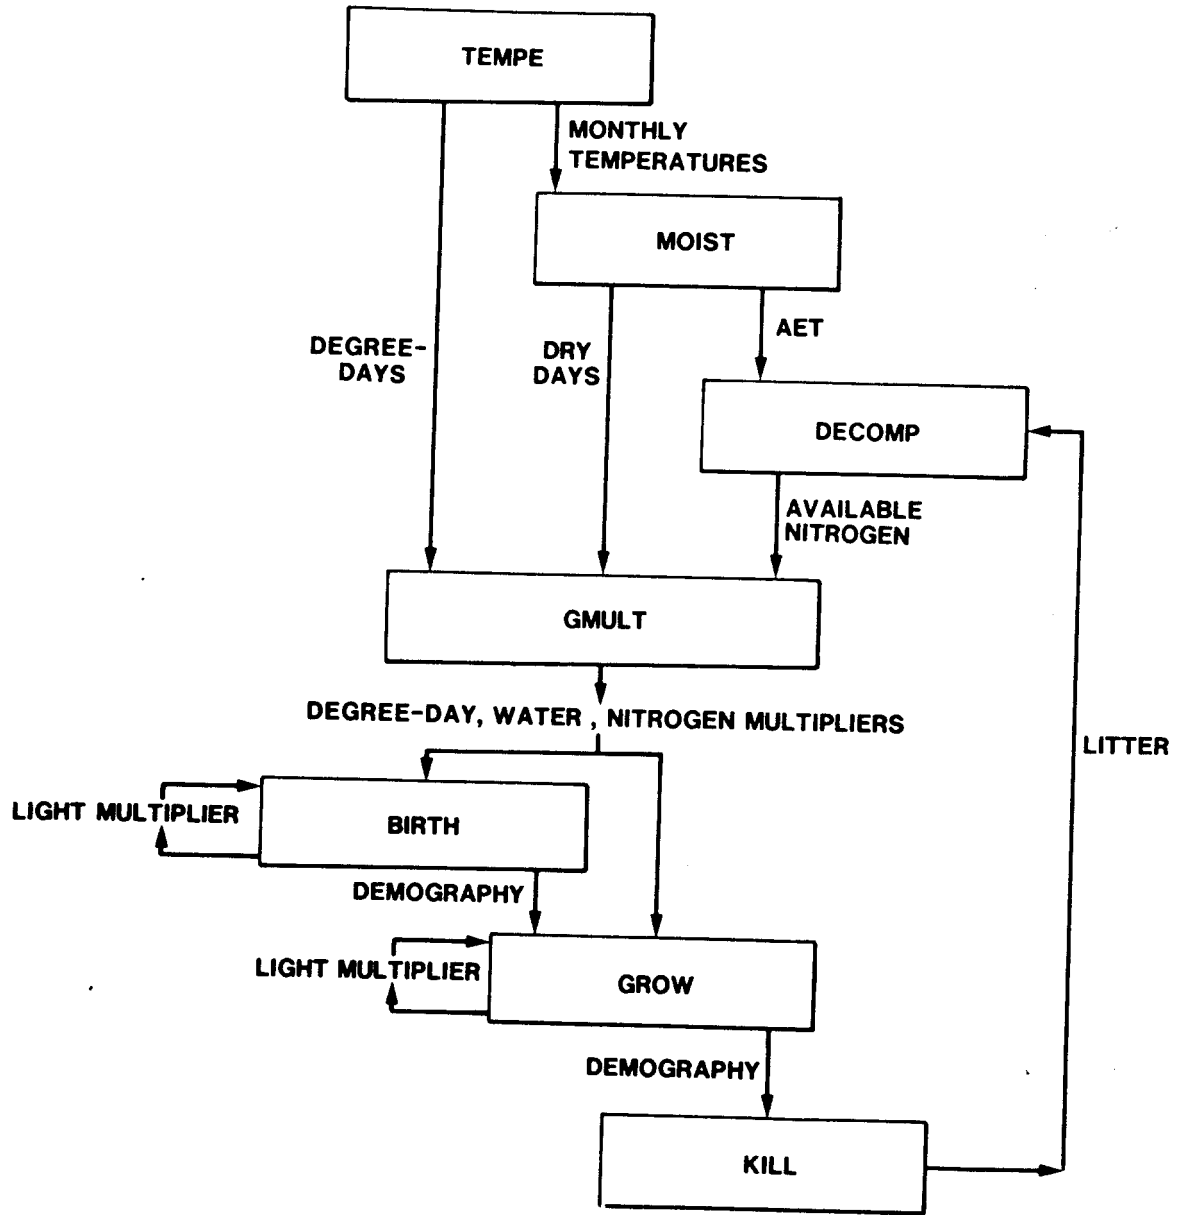 TEMPE
MONTHLY
TEMPERATURES
MOIST
AET
DEGREE-
DAYS
DRY
DAYS
DECOMP
AVAILABLE
NITROGEN
GMULT
DEGREE-DAY, WATER , NITROGEN MULTIPLIERS
LITTER
LIGHT MULTIPLIER
BIRTH
DEMOGRAPHY
LIGHT MULTIPLIER
GROW
DEMOGRAPHY
KILL